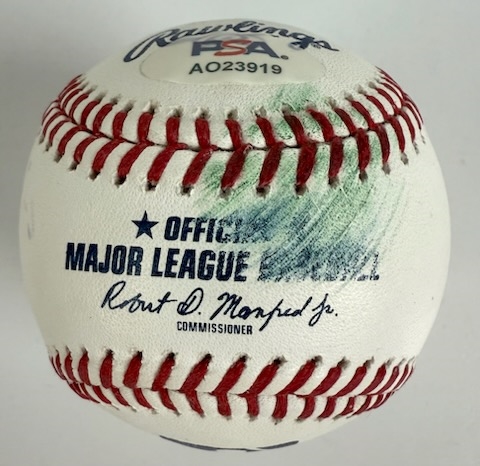 Rawlings
PSA
AO23919
★ OFFICIAL
MAJOR LEAGUE BASEBALL
Robert D. Manfred Jr.
COMMISSIONER